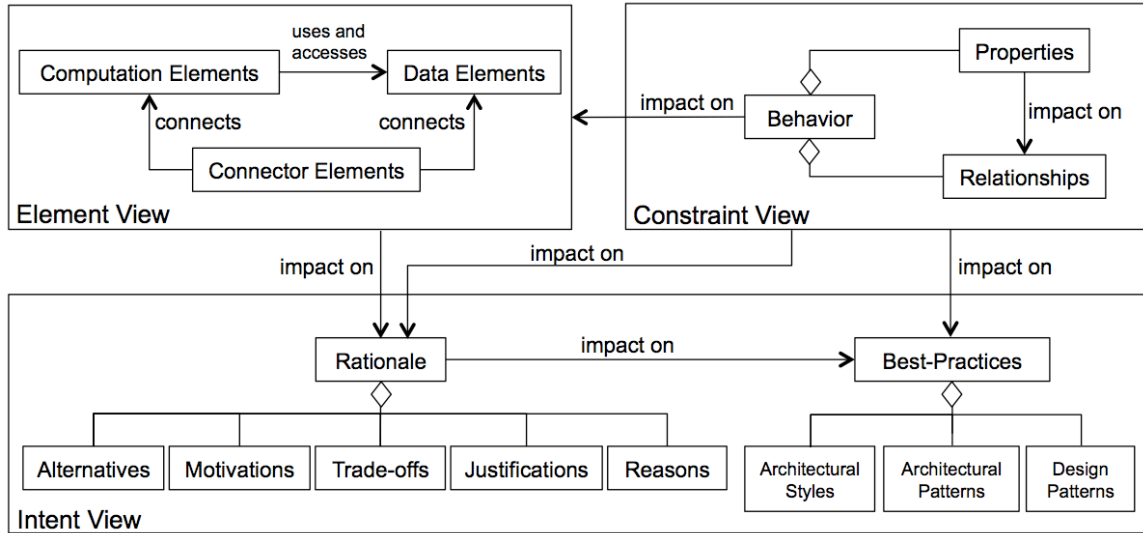 uses and
accesses
Computation Elements
Data Elements
connects
connects
Connector Elements
Element View
impact on
Properties
Behavior
impact on
Relationships
Constraint View
impact on
impact on
impact on
Rationale
impact on
Best-Practices
Alternatives
Motivations
Trade-offs
Justifications
Reasons
Architectural
Styles
Architectural
Patterns
Design
Patterns
Intent View